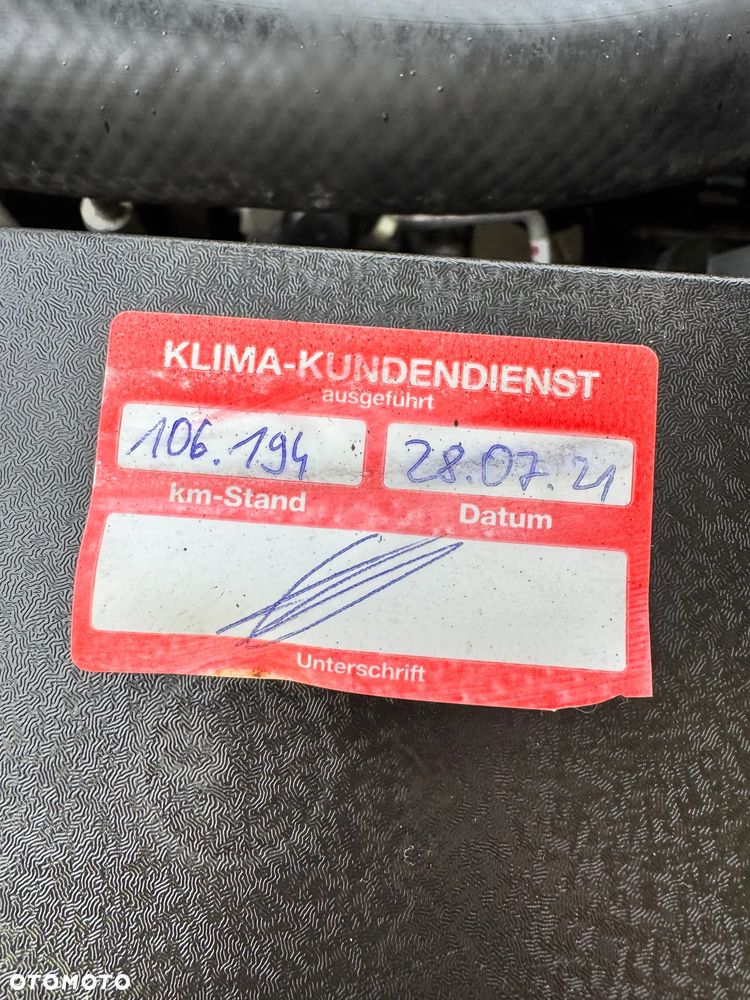 KLIMA-KUNDENDIENST
ausgeführt
106.194 28.07.21
km-Stand Datum
Unterschrift
OTOMOTO